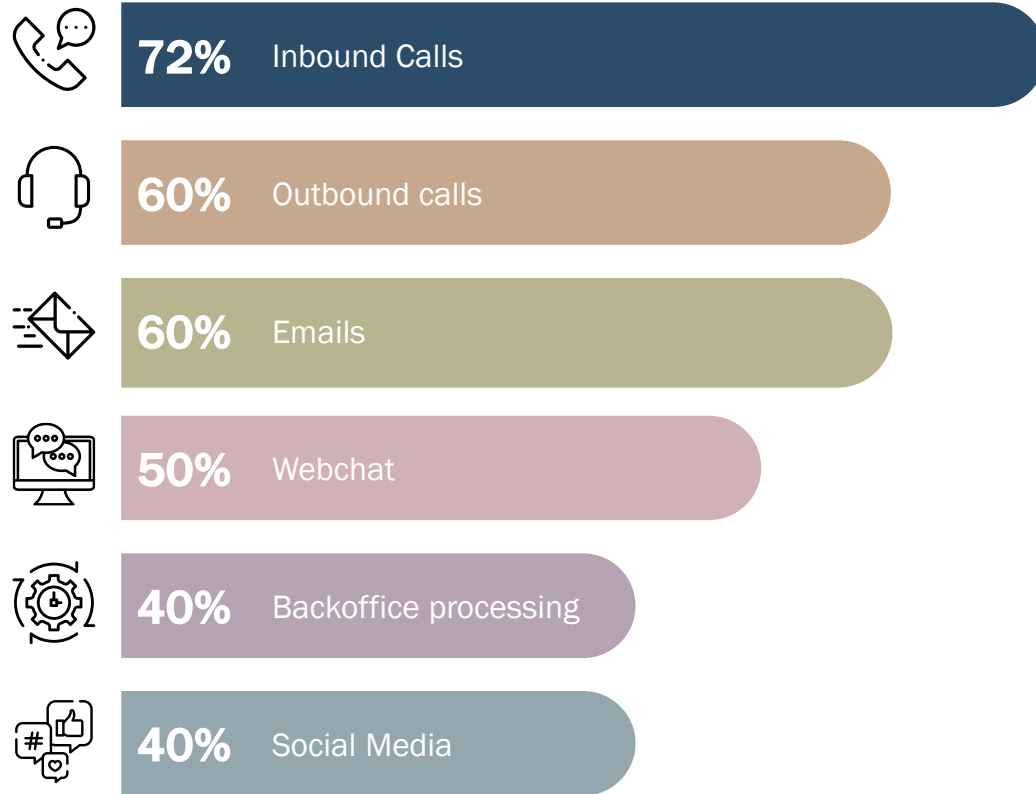 72% Inbound Calls
60% Outbound calls
60% Emails
50% Webchat
40% Backoffice processing
#
40% Social Media